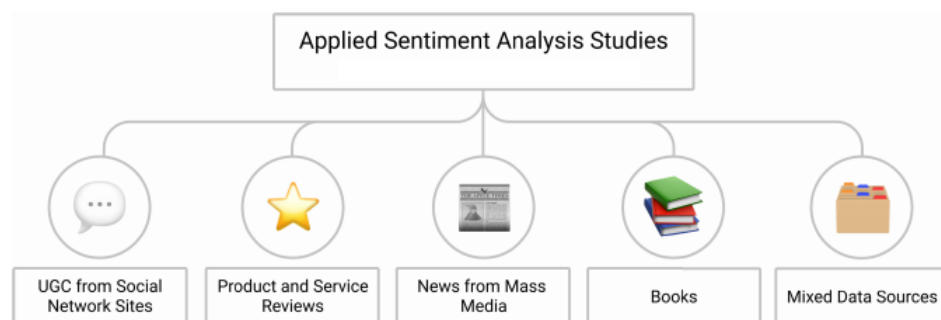 Applied Sentiment Analysis Studies
UGC from Social
Network Sites
Product and Service
Reviews
News from Mass
Media
Books
Mixed Data Sources